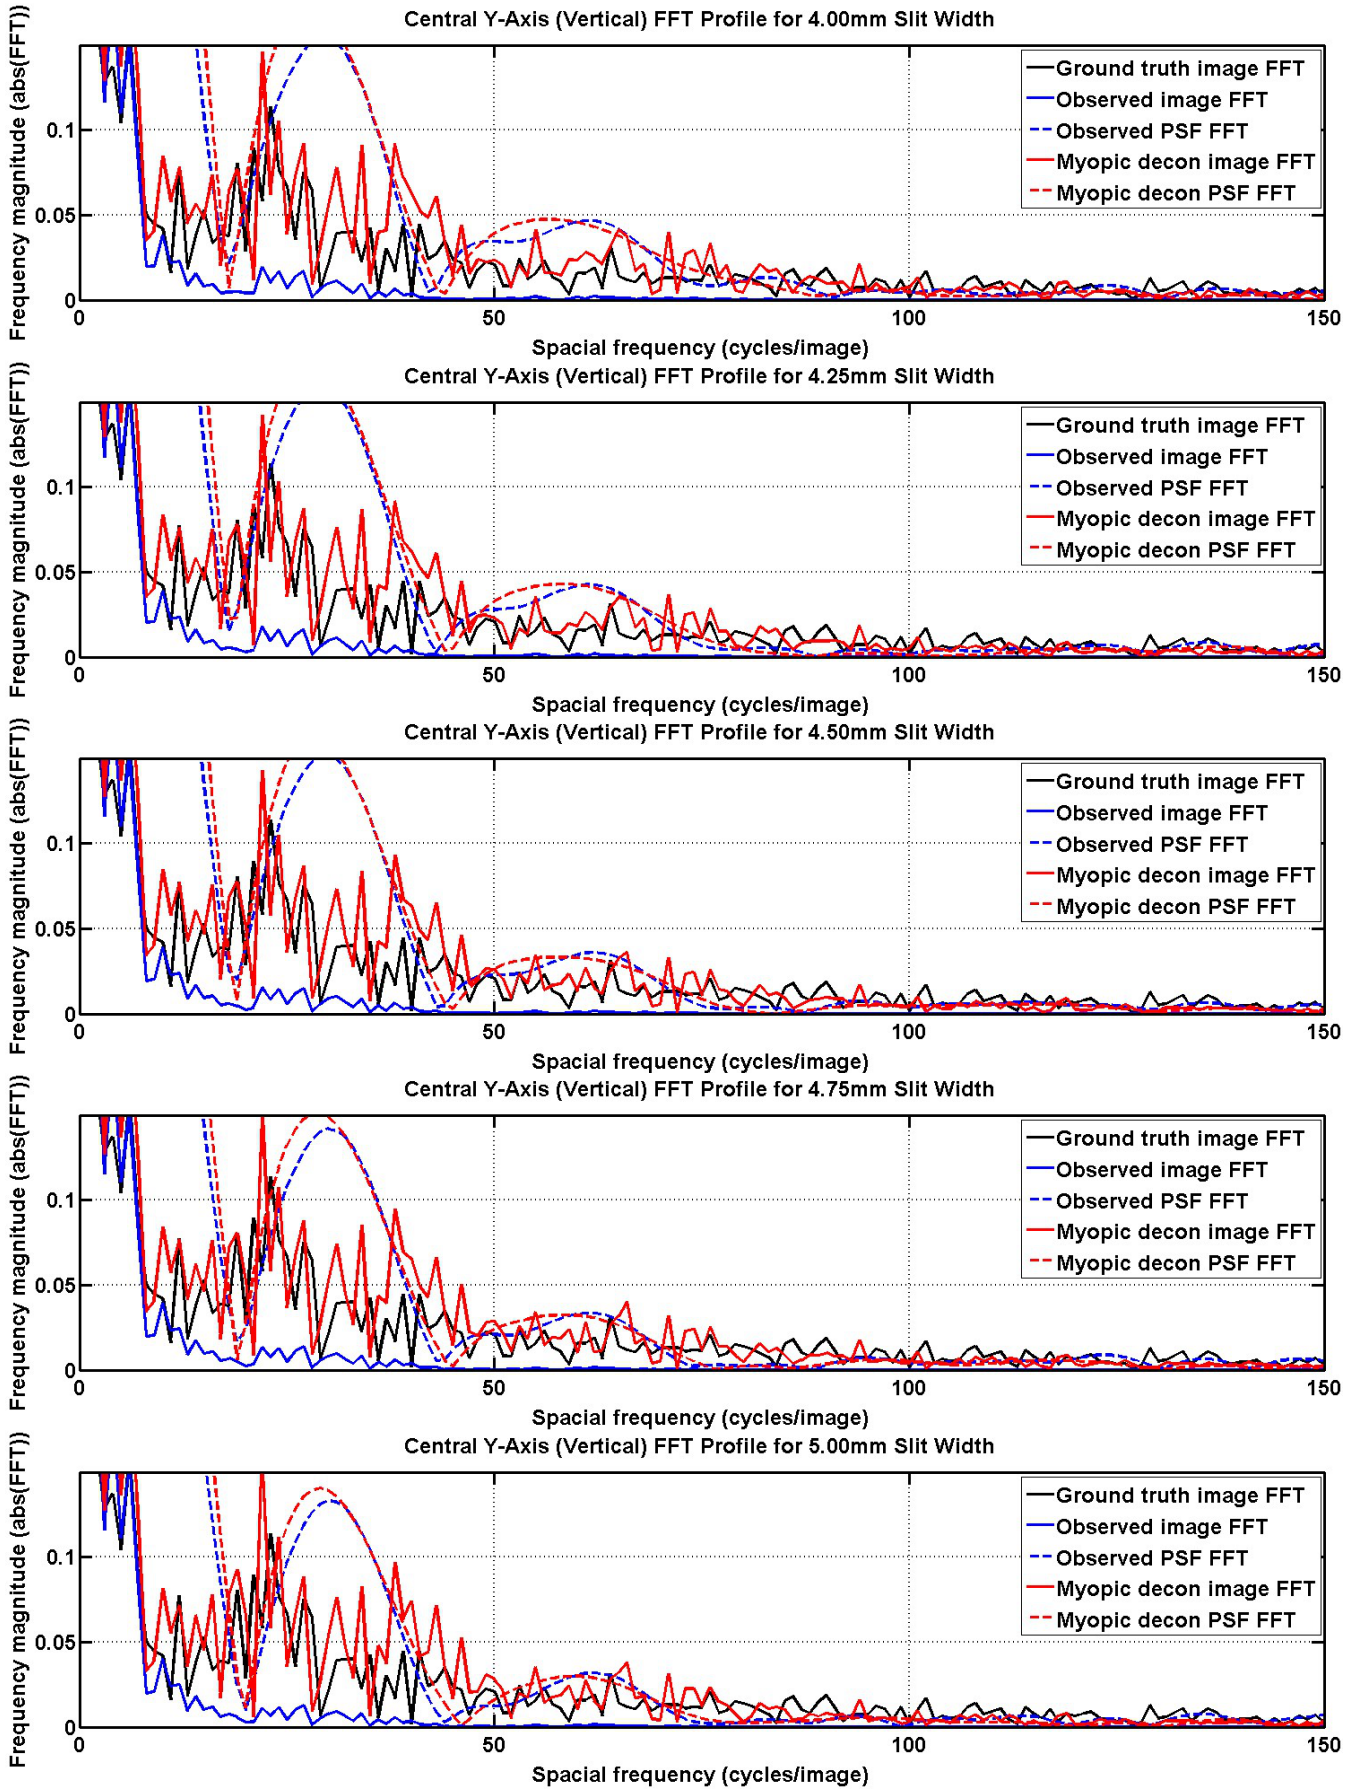 Central Y-Axis (Vertical) FFT Profile for 4.00mm Slit Width
Frequency magnitude (abs(FFT))
0.1
0.05
0
Ground truth image FFT
Observed image FFT
Observed PSF FFT
Myopic decon image FFT
Myopic decon PSF FFT
0 50 100 150
Spacial frequency (cycles/image)
Central Y-Axis (Vertical) FFT Profile for 4.25mm Slit Width
Frequency magnitude (abs(FFT))
0.1
0.05
0
Ground truth image FFT
Observed image FFT
Observed PSF FFT
Myopic decon image FFT
Myopic decon PSF FFT
0 50 100 150
Spacial frequency (cycles/image)
Central Y-Axis (Vertical) FFT Profile for 4.50mm Slit Width
Frequency magnitude (abs(FFT))
0.1
0.05
0
Ground truth image FFT
Observed image FFT
Observed PSF FFT
Myopic decon image FFT
Myopic decon PSF FFT
0 50 100 150
Spacial frequency (cycles/image)
Central Y-Axis (Vertical) FFT Profile for 4.75mm Slit Width
Frequency magnitude (abs(FFT))
0.1
0.05
0
Ground truth image FFT
Observed image FFT
Observed PSF FFT
Myopic decon image FFT
Myopic decon PSF FFT
0 50 100 150
Spacial frequency (cycles/image)
Central Y-Axis (Vertical) FFT Profile for 5.00mm Slit Width
Frequency magnitude (abs(FFT))
0.1
0.05
0
Ground truth image FFT
Observed image FFT
Observed PSF FFT
Myopic decon image FFT
Myopic decon PSF FFT
0 50 100 150
Spacial frequency (cycles/image)